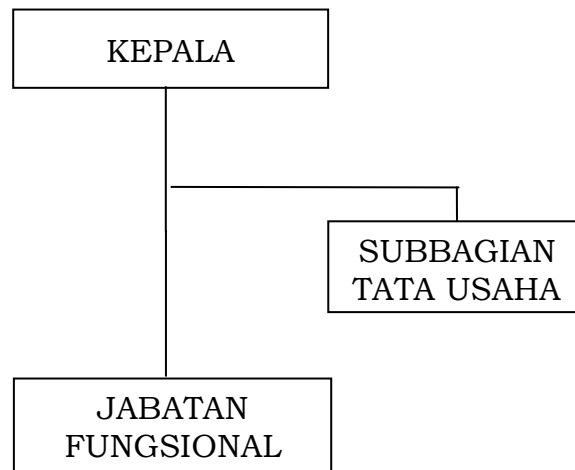 KEPALA
SUBBAGIAN
TATA USAHA
JABATAN
FUNGSIONAL